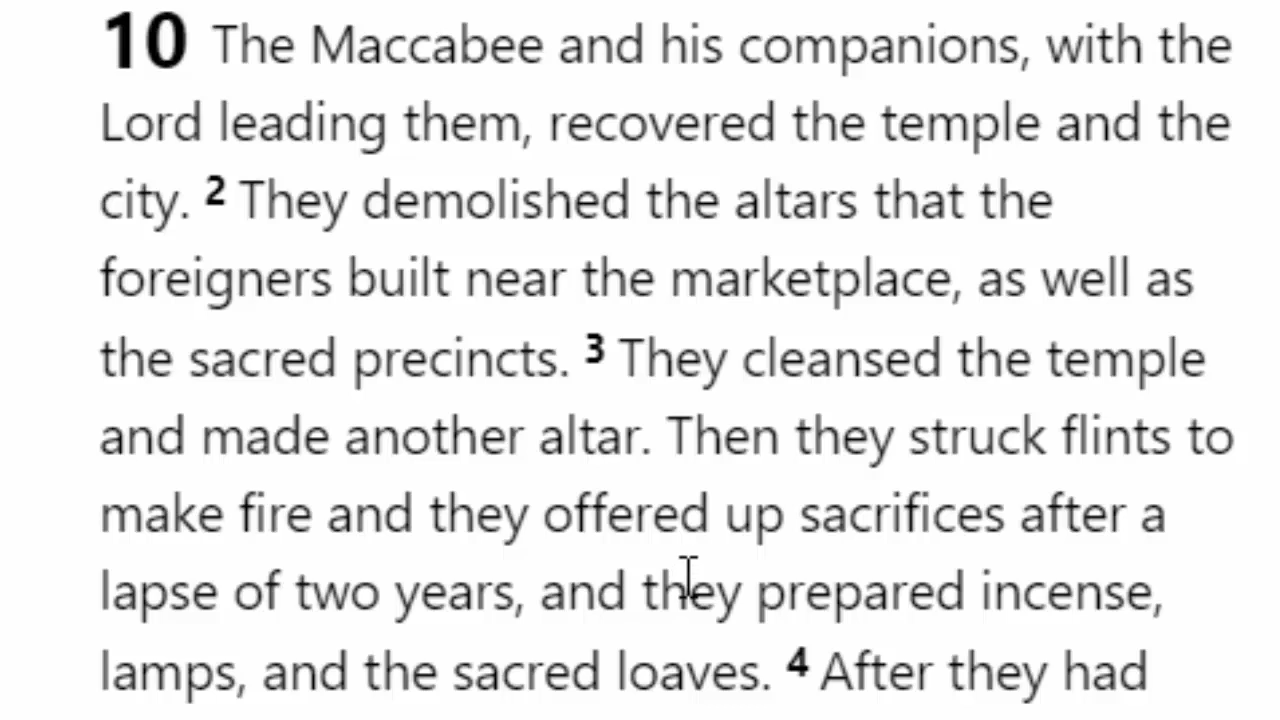 10 The Maccabee and his companions, with the
Lord leading them, recovered the temple and the
city. 2 They demolished the altars that the
foreigners built near the marketplace, as well as
the sacred precincts. 3 They cleansed the temple
and made another altar. Then they struck flints to
make fire and they offered up sacrifices after a
lapse of two years, and they prepared incense,
lamps, and the sacred loaves. 4 After they had